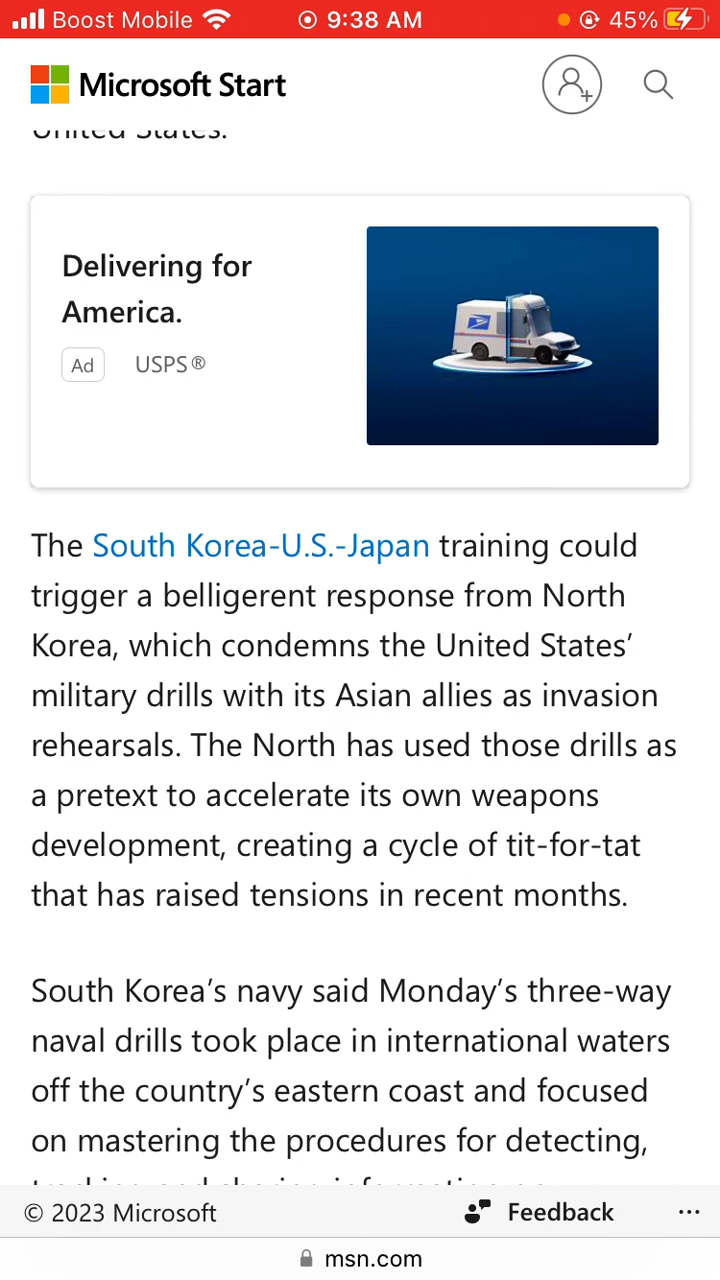 Boost Mobile 9:38 AM 45%
Microsoft Start
United States.
Delivering for
America.
Ad USPS®
The South Korea-U.S.-Japan training could
trigger a belligerent response from North
Korea, which condemns the United States’
military drills with its Asian allies as invasion
rehearsals. The North has used those drills as
a pretext to accelerate its own weapons
development, creating a cycle of tit-for-tat
that has raised tensions in recent months.
South Korea’s navy said Monday’s three-way
naval drills took place in international waters
off the country’s eastern coast and focused
on mastering the procedures for detecting,
© 2023 Microsoft Feedback ...
msn.com